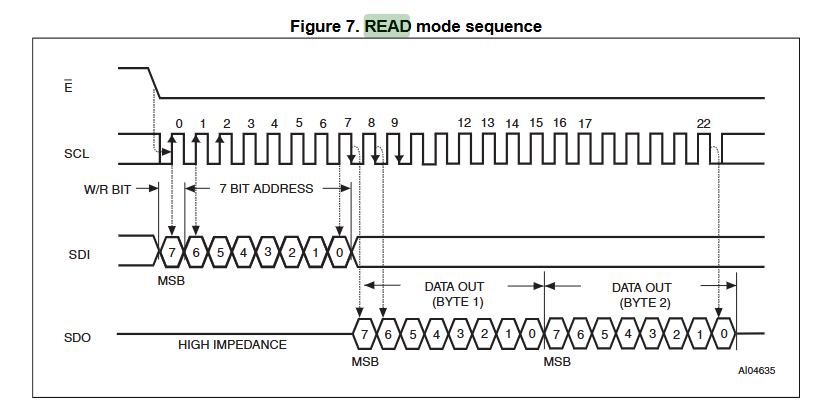 Figure 7. READ mode sequence
E̅
0 1 2 3 4 5 6 7 8 9 12 13 14 15 16 17 22
SCL
W/R BIT 7 BIT ADDRESS
SDI 7 6 5 4 3 2 1 0
MSB
DATA OUT DATA OUT
(BYTE 1) (BYTE 2)
SDO HIGH IMPEDANCE 7 6 5 4 3 2 1 0 7 6 5 4 3 2 1 0
MSB MSB
AI04635